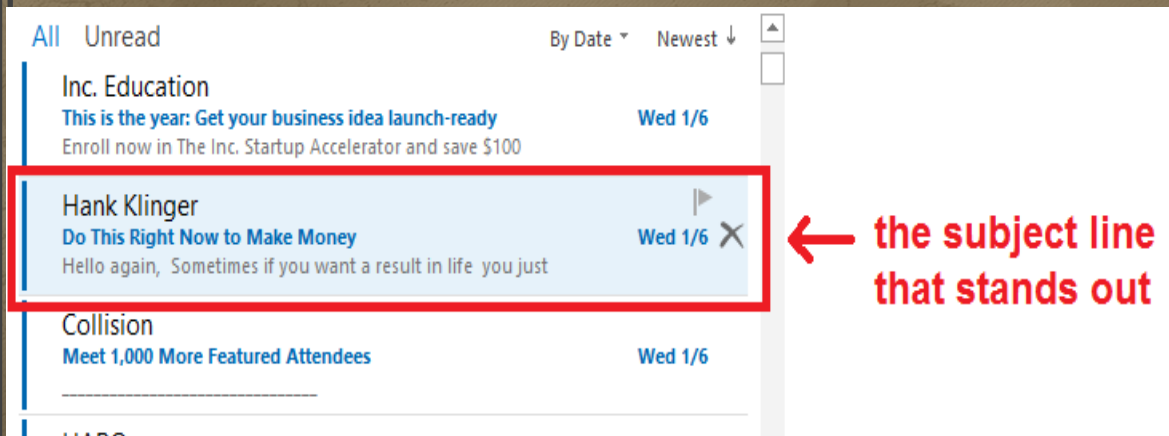 All Unread By Date Newest
Inc. Education
This is the year: Get your business idea launch-ready Wed 1/6
Enroll now in The Inc. Startup Accelerator and save $100
Hank Klinger
Do This Right Now to Make Money Wed 1/6
Hello again, Sometimes if you want a result in life you just
the subject line
that stands out
Collision
Meet 1,000 More Featured Attendees Wed 1/6
________________________________